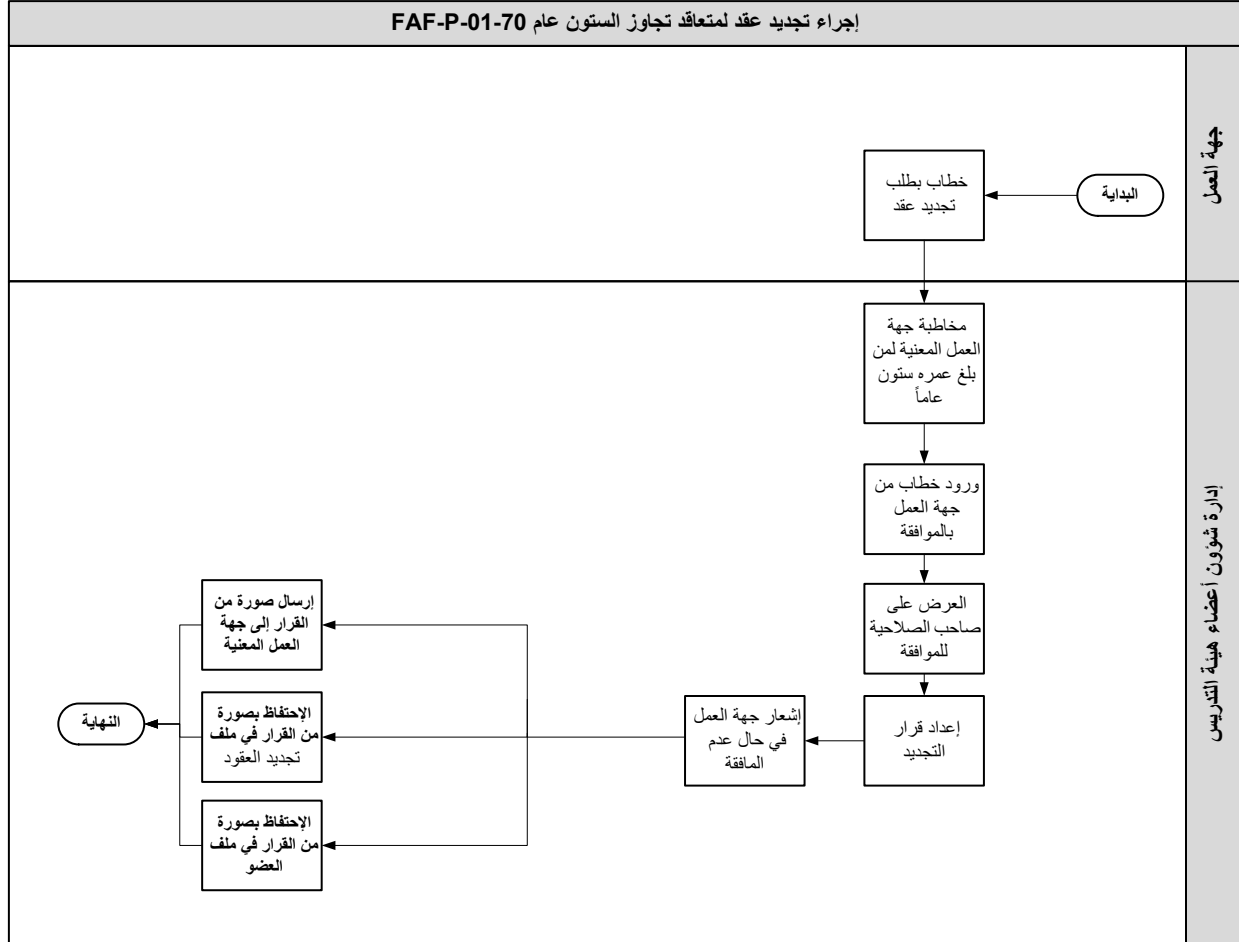 إجراء تجديد عقد لمتعاقد تجاوز الستون عام FAF-P-01-70
جهة العمل
البداية
خطاب بطلب
تجديد عقد
إدارة شؤون أعضاء هيئة التدريس
مخاطبة جهة
العمل المعنية لمن
بلغ عمره ستون
عاماً
ورود خطاب من
جهة العمل
بالموافقة
العرض على
صاحب الصلاحية
للموافقة
إعداد قرار
التجديد
إشعار جهة العمل
في حال عدم
المافقة
إرسال صورة من
القرار إلى جهة
العمل المعنية
الإحتفاظ بصورة
من القرار في ملف
تجديد العقود
الإحتفاظ بصورة
من القرار في ملف
العضو
النهاية